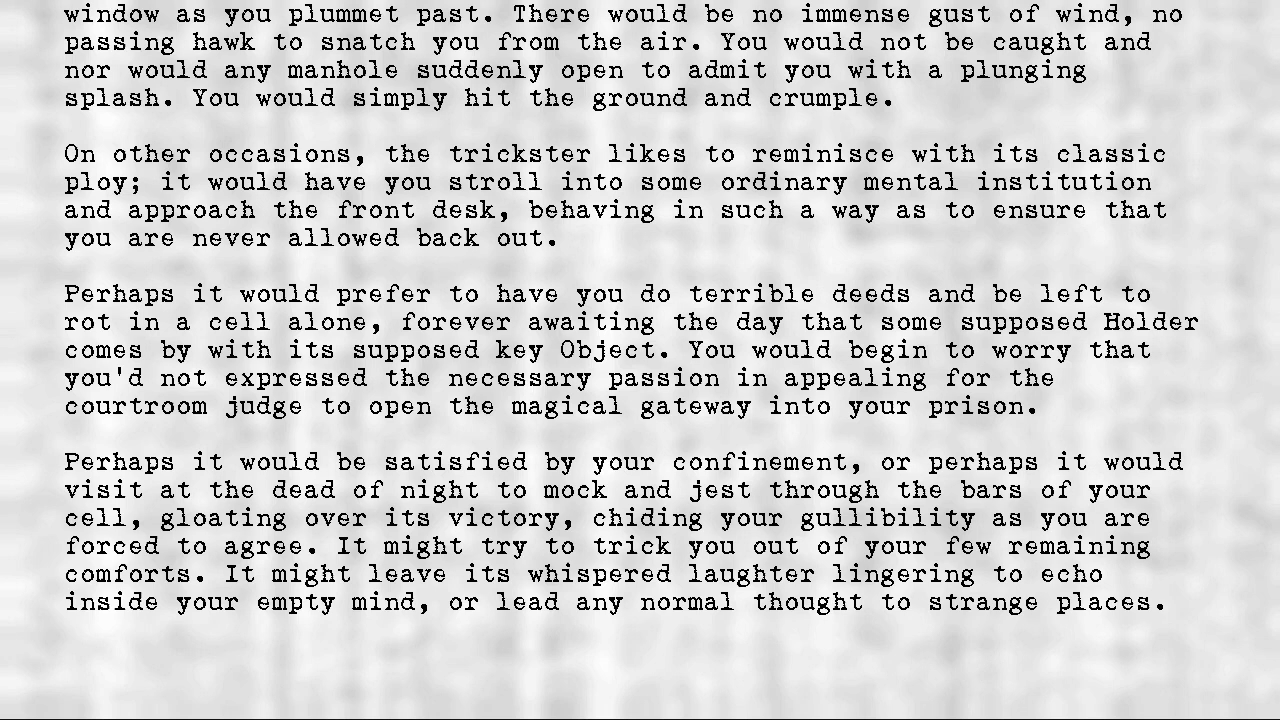 window as you plummet past. There would be no immense gust of wind, no
passing hawk to snatch you from the air. You would not be caught and
nor would any manhole suddenly open to admit you with a plunging
splash. You would simply hit the ground and crumple.
On other occasions, the trickster likes to reminisce with its classic
ploy; it would have you stroll into some ordinary mental institution
and approach the front desk, behaving in such a way as to ensure that
you are never allowed back out.
Perhaps it would prefer to have you do terrible deeds and be left to
rot in a cell alone, forever awaiting the day that some supposed Holder
comes by with its supposed key Object. You would begin to worry that
you'd not expressed the necessary passion in appealing for the
courtroom judge to open the magical gateway into your prison.
Perhaps it would be satisfied by your confinement, or perhaps it would
visit at the dead of night to mock and jest through the bars of your
cell, gloating over its victory, chiding your gullibility as you are
forced to agree. It might try to trick you out of your few remaining
comforts. It might leave its whispered laughter lingering to echo
inside your empty mind, or lead any normal thought to strange places.